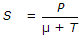 S = P / (μ + T)